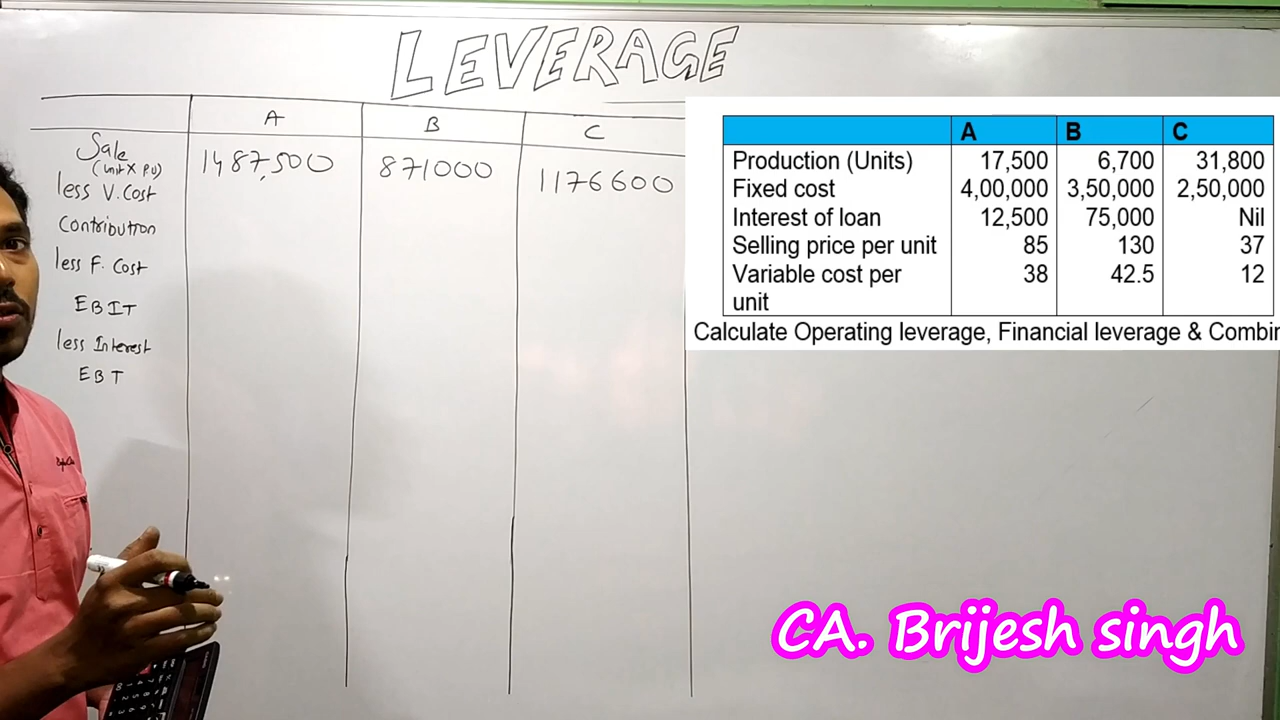 LEVERAGE
A B C
Sale 1487,500 871000 1176600
(unit X P.U)
less V. Cost
Contribution
less F. Cost
EBIT
less Interest
EBT
A B C
Production (Units) 17,500 6,700 31,800
Fixed cost 4,00,000 3,50,000 2,50,000
Interest of loan 12,500 75,000 Nil
Selling price per unit 85 130 37
Variable cost per 38 42.5 12
unit
Calculate Operating leverage, Financial leverage & Combin
CA. Brijesh singh